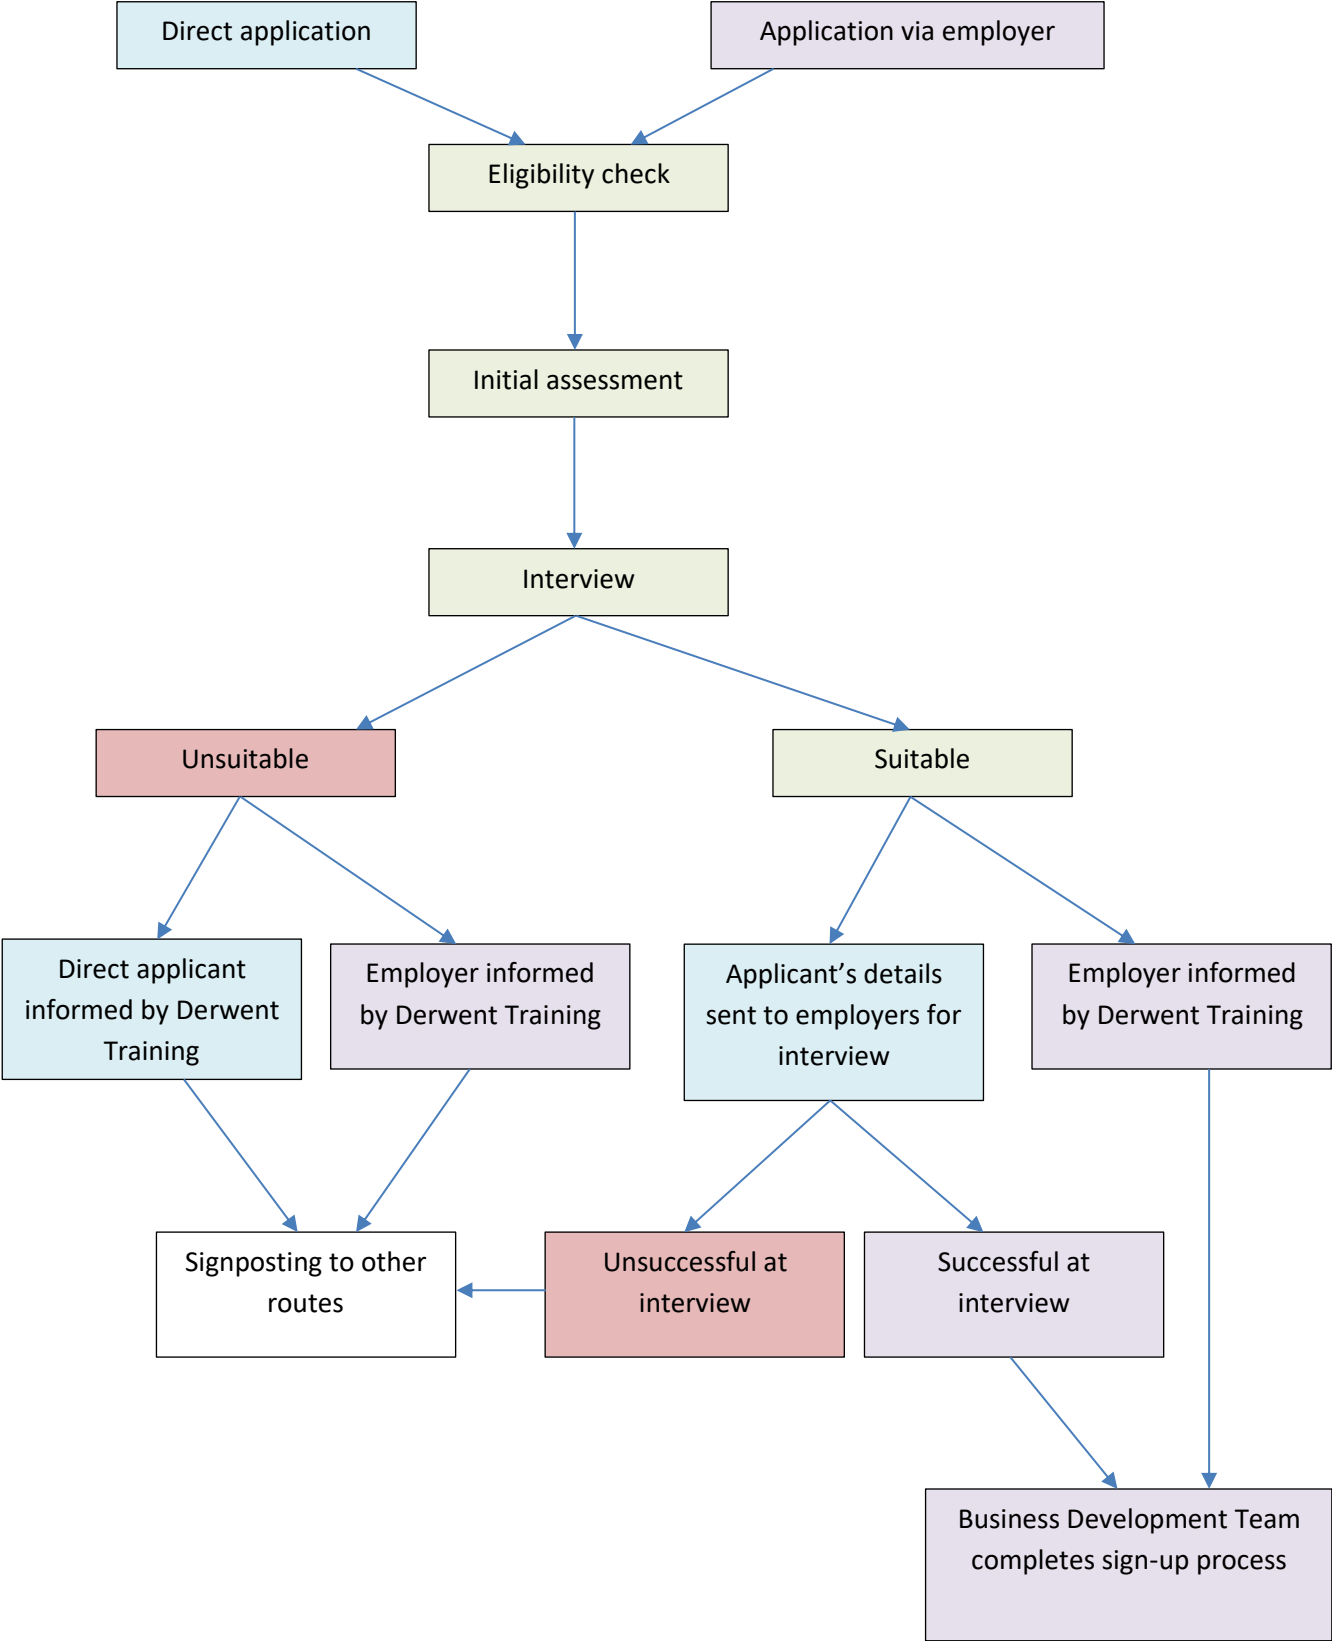 Direct application
Application via employer
Eligibility check
Initial assessment
Interview
Unsuitable
Suitable
Direct applicant
informed by Derwent
Training
Employer informed
by Derwent Training
Applicant’s details
sent to employers for
interview
Employer informed
by Derwent Training
Signposting to other
routes
Unsuccessful at
interview
Successful at
interview
Business Development Team
completes sign-up process